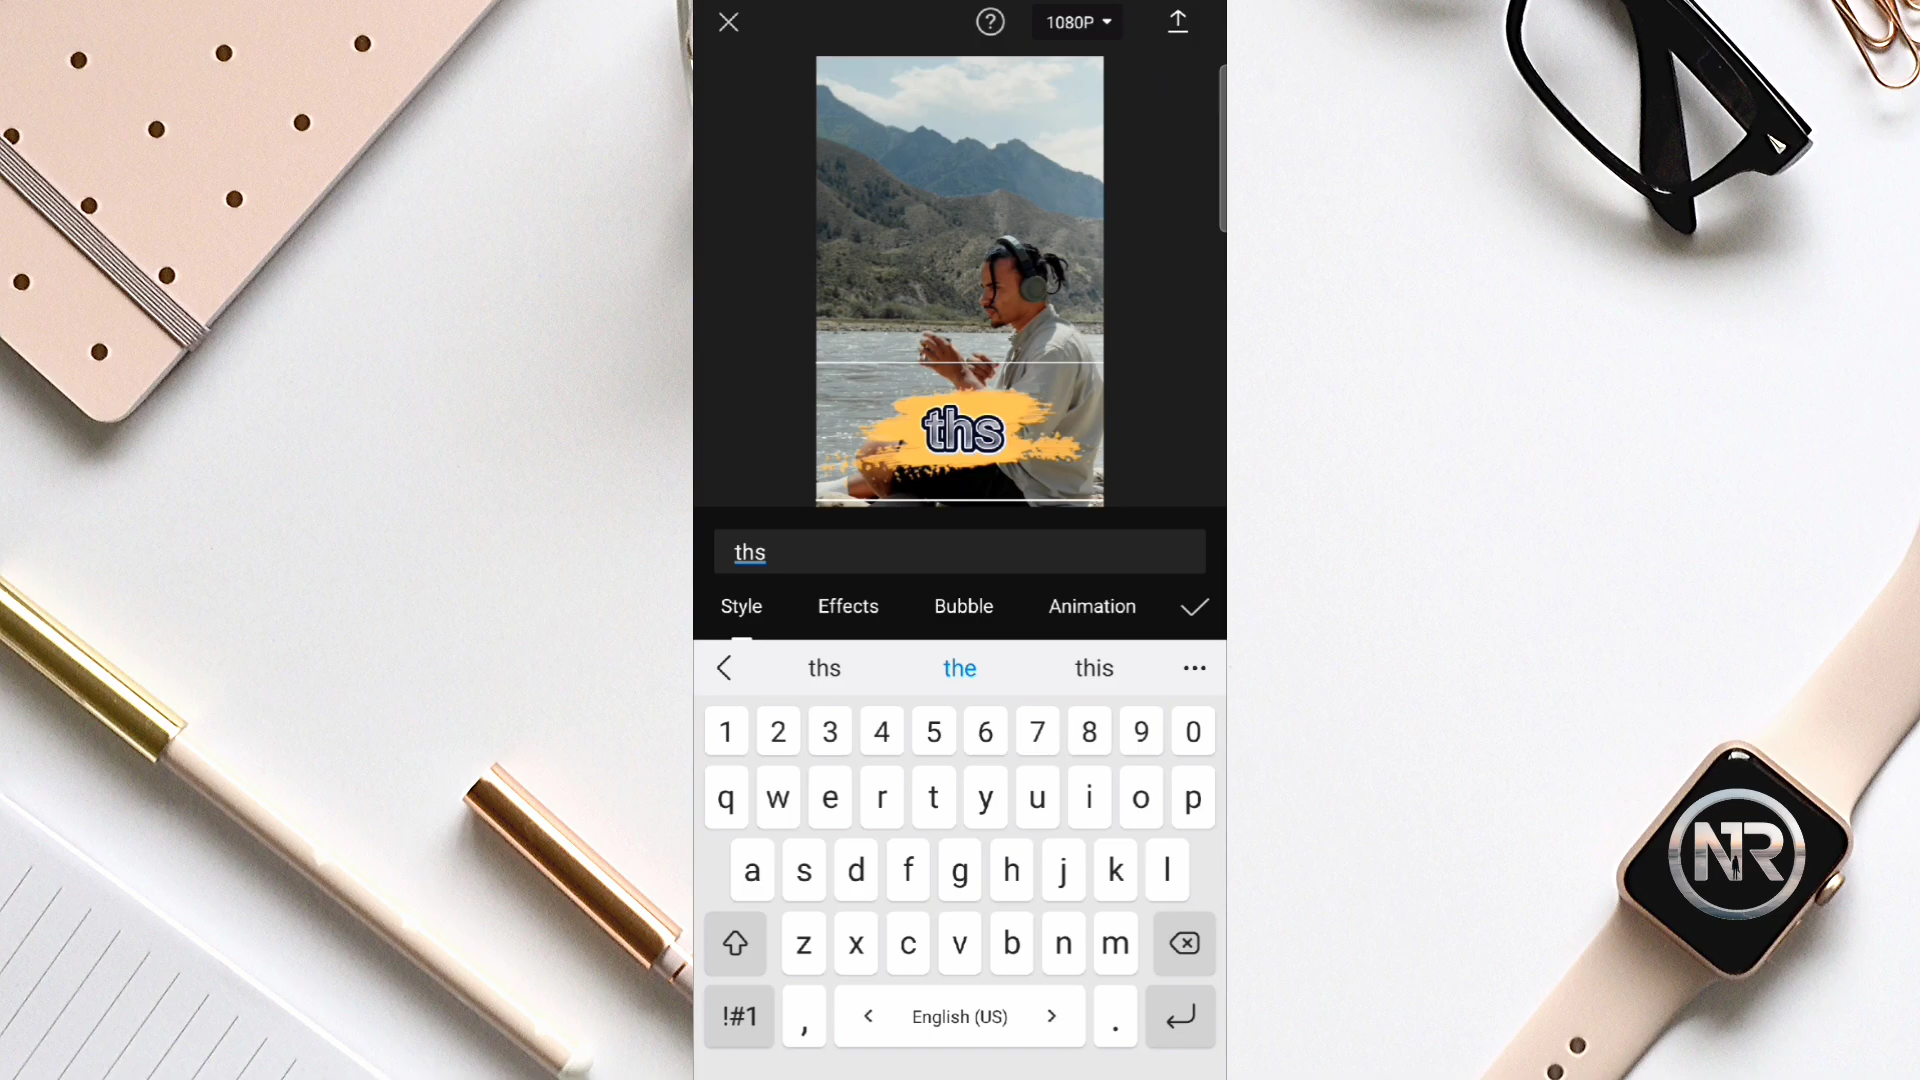 1080P
ths
ths
Style Effects Bubble Animation
ths the this
1 2 3 4 5 6 7 8 9 0
q w e r t y u i o p
a s d f g h j k l
z x c v b n m
!#1 , < English (US) > .
NR